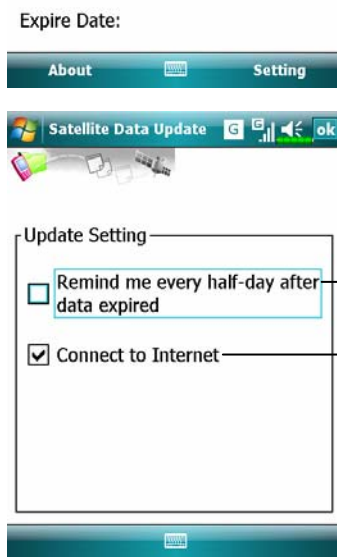 Expire Date:
About Setting
Satellite Data Update G G ok
Update Setting
Remind me every half-day after
data expired
Connect to Internet